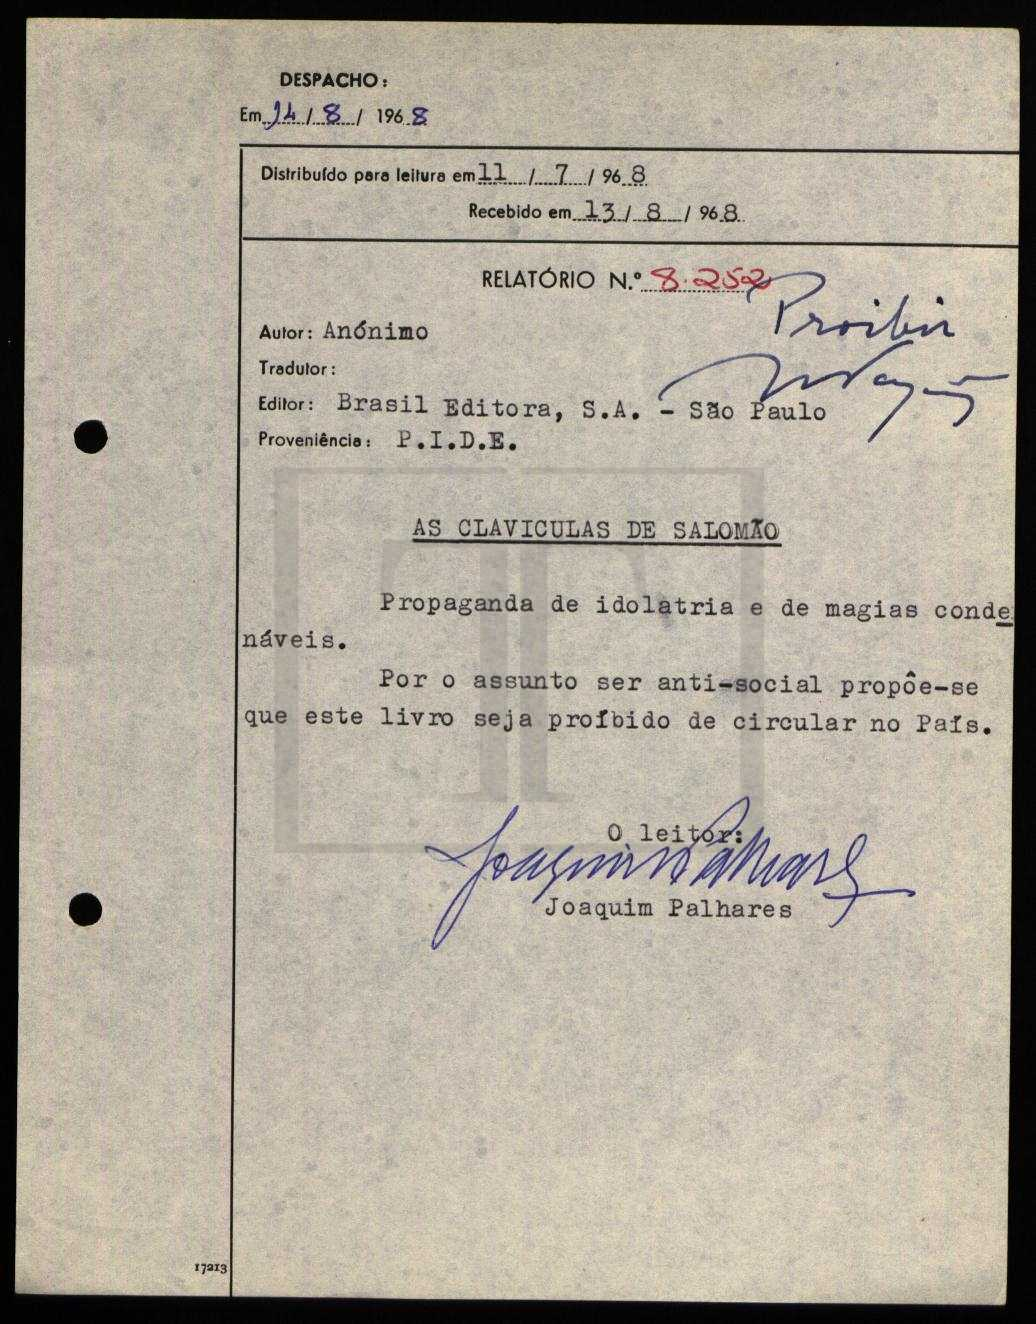 DESPACHO:
Em 14 / 8 / 1968
Distribuído para leitura em 11 / 7 / 968
Recebido em 13 / 8 / 968
RELATÓRIO N.º 8.252
Proibir
Autor: Anónimo
Tradutor:
Editor: Brasil Editora, S.A. - São Paulo
Proveniência: P.I.D.E.
AS CLAVICULAS DE SALOMÃO
Propaganda de idolatria e de magias conde
náveis.
Por o assunto ser anti-social propôe-se
que este livro seja proíbido de circular no País.
O leitor:
Joaquim Palhares
Joaquim Palhares
17213